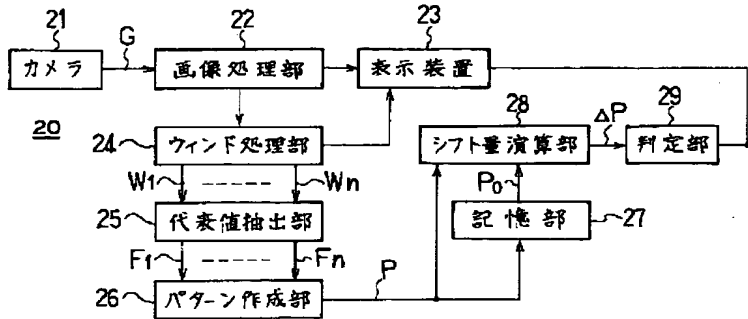 21
22
23
カメラ
G
画像処理部
表示装置
20
28
ΔP
29
24
ウィンド処理部
シフト量演算部
判定部
W1
Wn
P0
25
代表値抽出部
記憶部
27
F1
Fn
P
26
パターン作成部